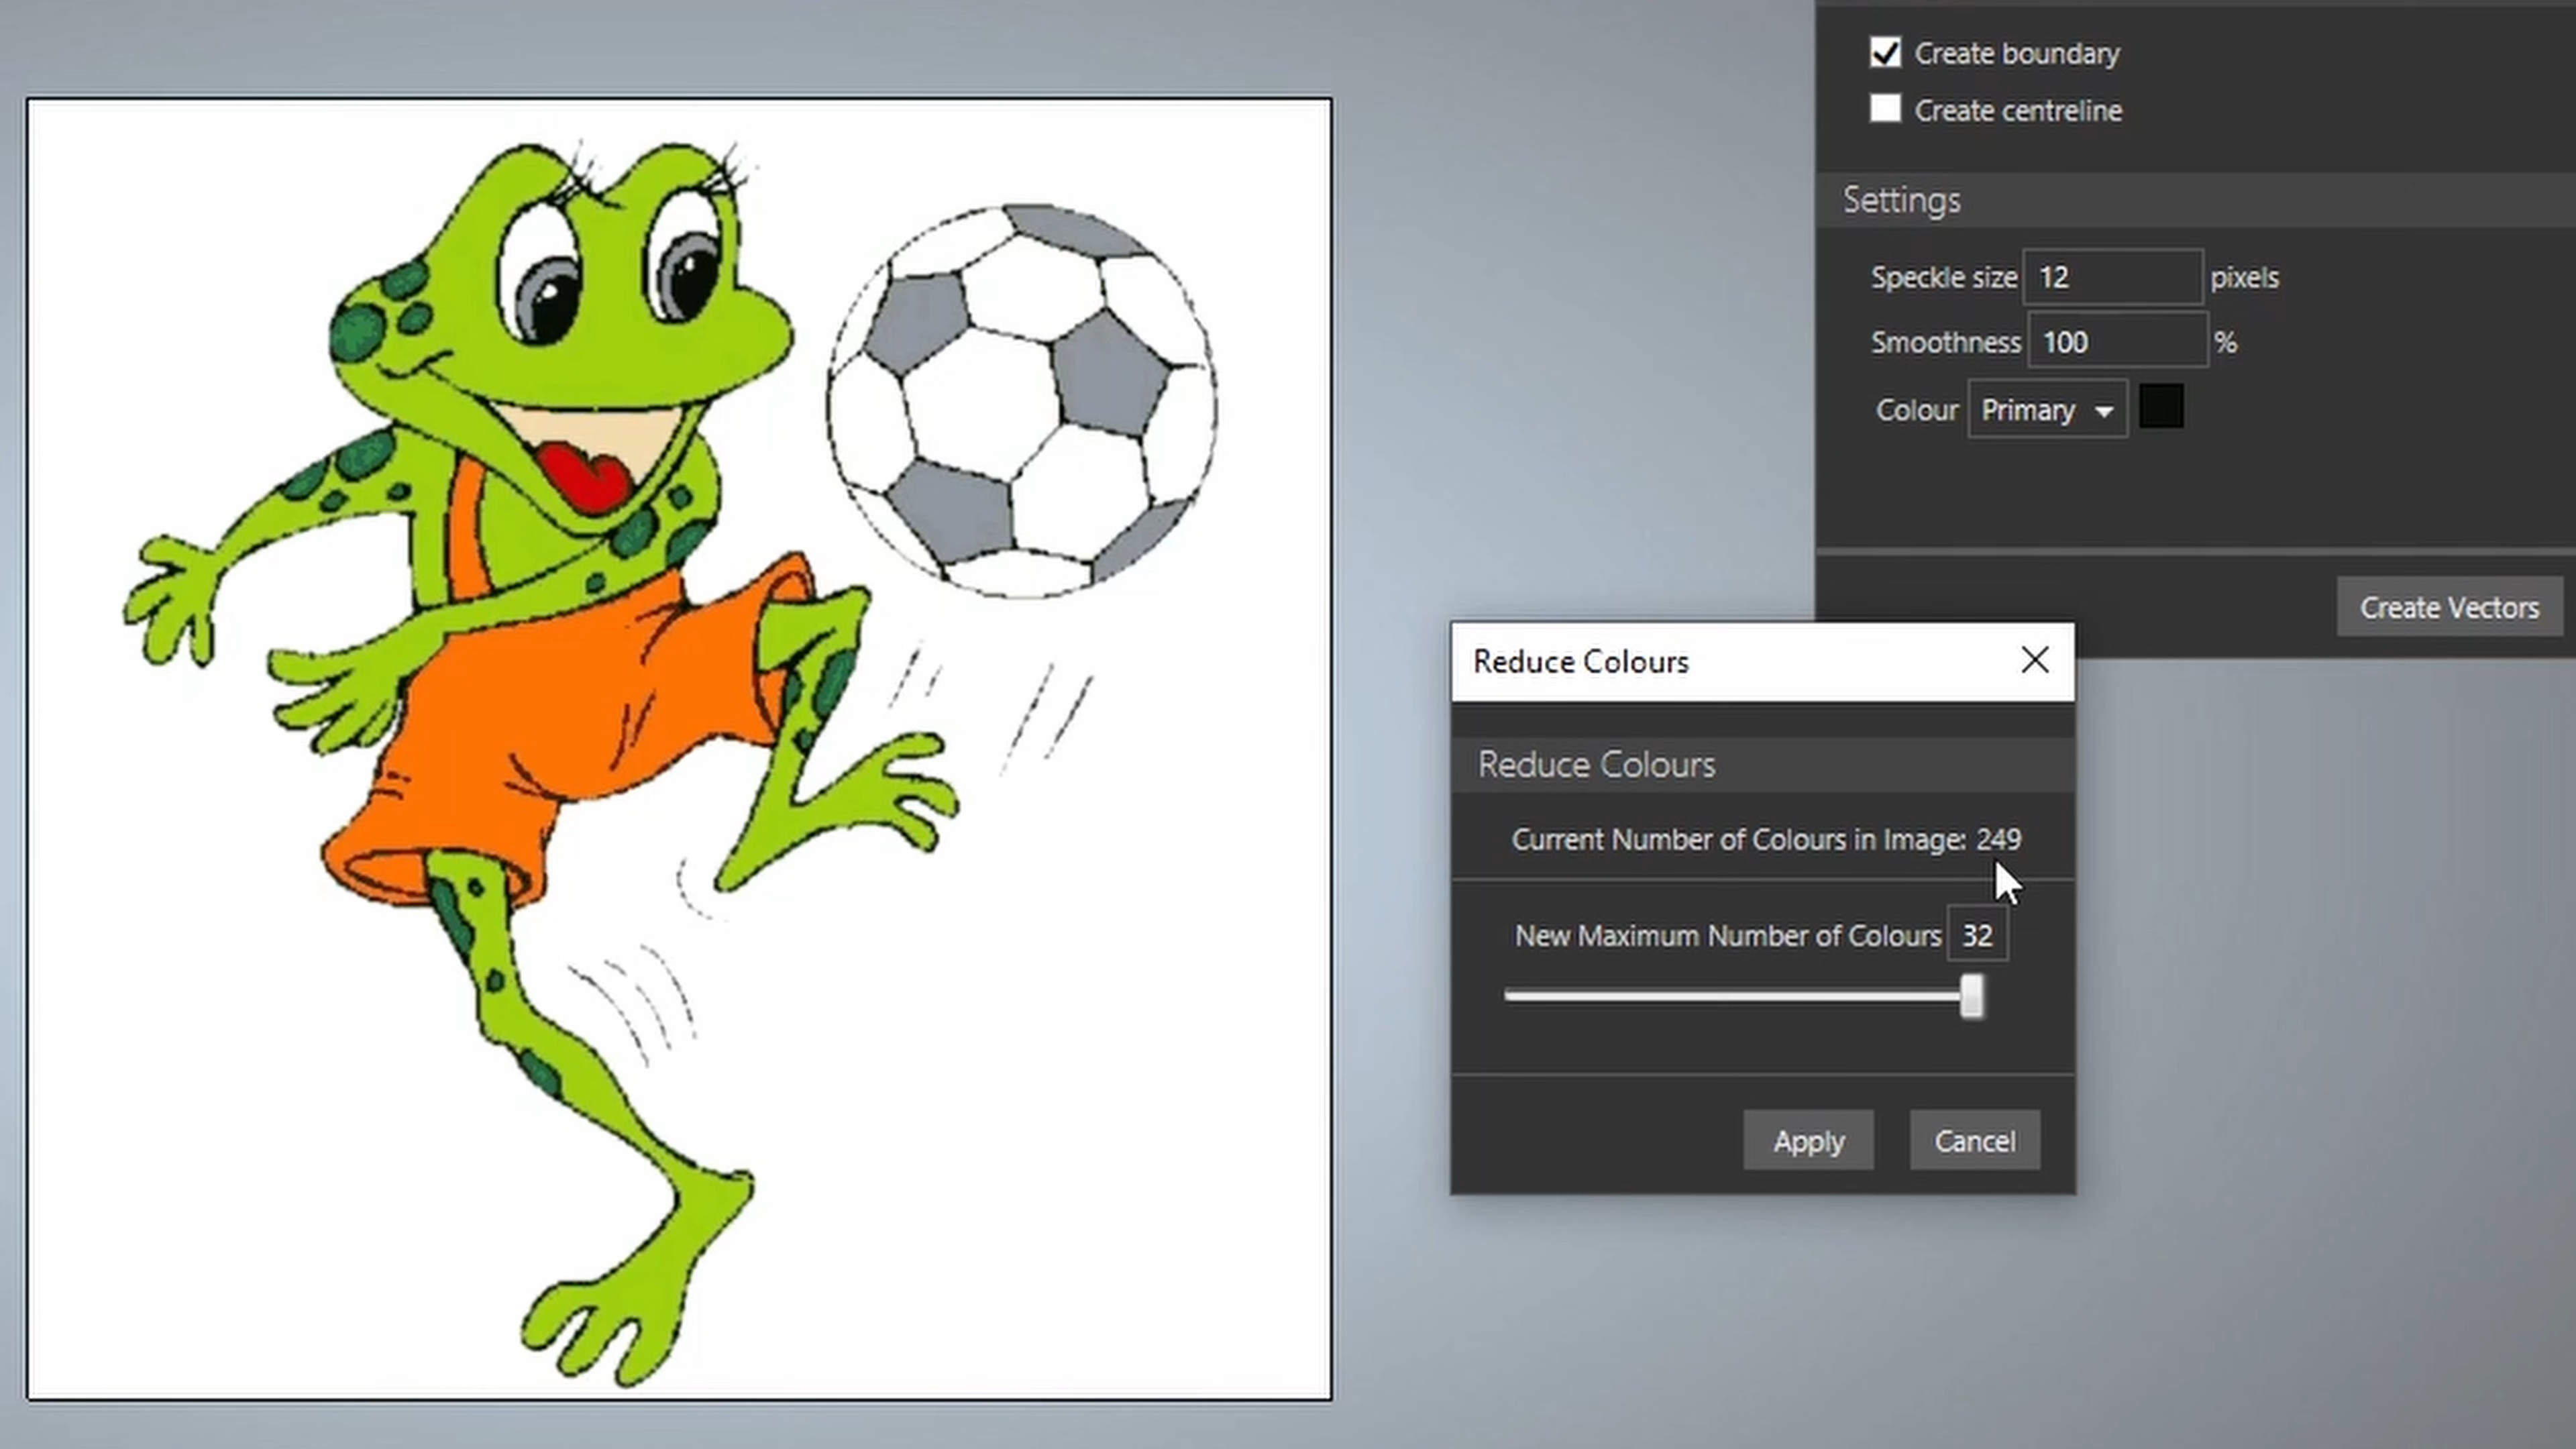 Create boundary
Create centreline
Settings
Speckle size 12 pixels
Smoothness 100 %
Colour Primary
Create Vectors
Reduce Colours
Reduce Colours
Current Number of Colours in Image: 249
New Maximum Number of Colours 32
Apply Cancel